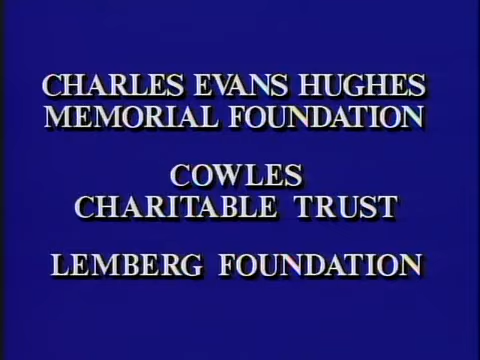 CHARLES EVANS HUGHES
MEMORIAL FOUNDATION
COWLES
CHARITABLE TRUST
LEMBERG FOUNDATION